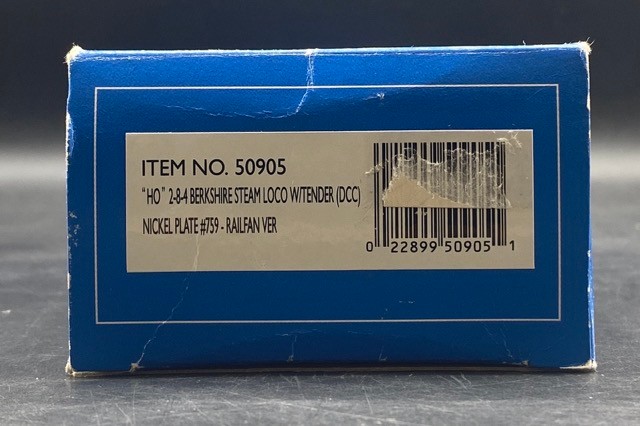 ITEM NO. 50905
"HO" 2-8-4 BERKSHIRE STEAM LOCO W/TENDER (DCC)
NICKEL PLATE #759 - RAILFAN VER
0 22899 50905 1